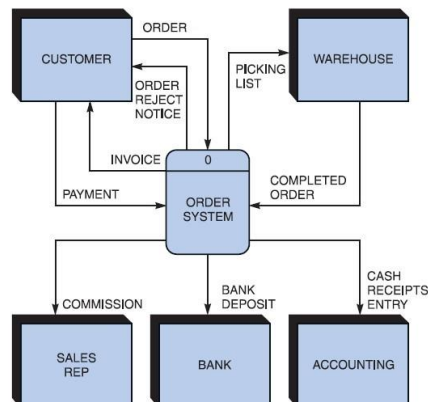 ORDER
CUSTOMER
WAREHOUSE
ORDER
REJECT
NOTICE
PICKING
LIST
INVOICE
0
PAYMENT
ORDER
SYSTEM
COMPLETED
ORDER
COMMISSION
BANK
DEPOSIT
CASH
RECEIPTS
ENTRY
SALES
REP
BANK
ACCOUNTING